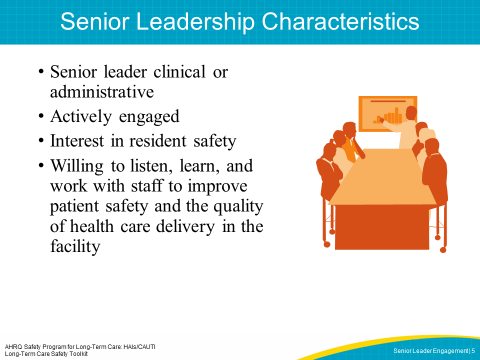 Senior Leadership Characteristics
• Senior leader clinical or
administrative
• Actively engaged
• Interest in resident safety
• Willing to listen, learn, and
work with staff to improve
patient safety and the quality
of health care delivery in the
facility
AHRQ Safety Program for Long-Term Care: HAIs/CAUTI
Long-Term Care Safety Toolkit
Senior Leader Engagement| 5